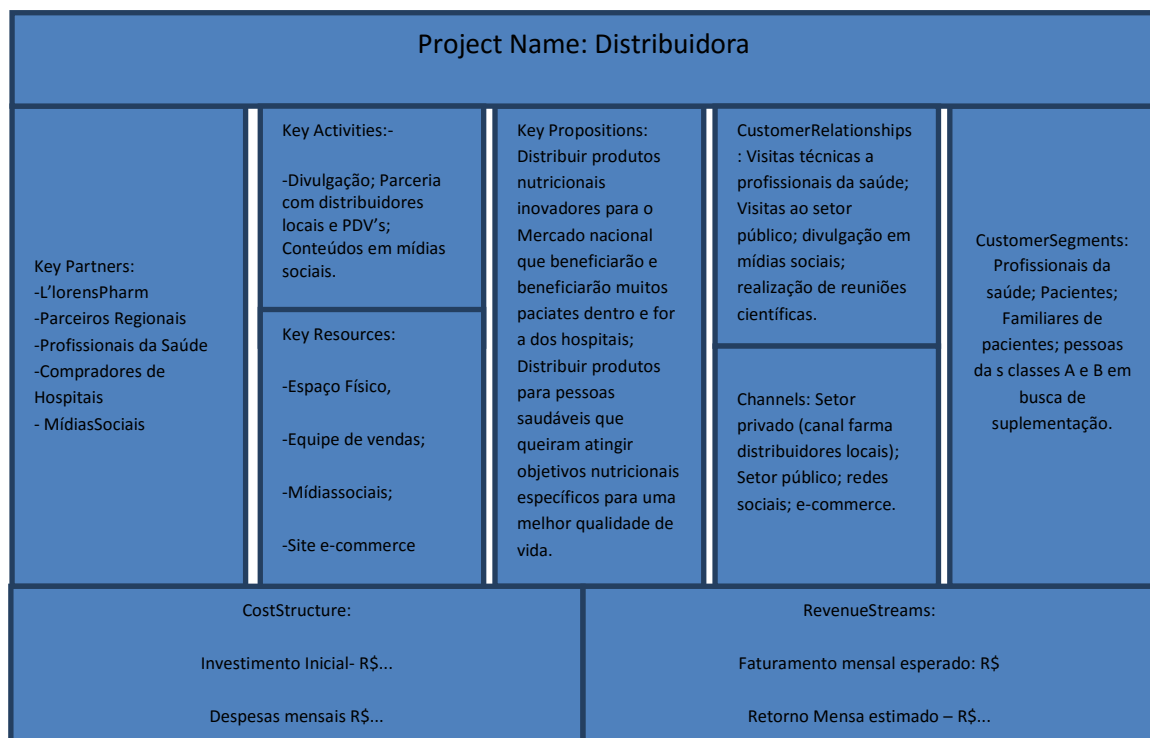 Project Name: Distribuidora
Key Partners:
-L’lorensPharm
-Parceiros Regionais
-Profissionais da Saúde
-Compradores de
Hospitais
- MídiasSociais
Key Activities:-
-Divulgação; Parceria
com distribuidores
locais e PDV’s;
Conteúdos em mídias
sociais.
Key Resources:
-Espaço Físico,
-Equipe de vendas;
-Mídiassociais;
-Site e-commerce
Key Propositions:
Distribuir produtos
nutricionais
inovadores para o
Mercado nacional
que beneficiarão e
beneficiarão muitos
paciates dentro e for
a dos hospitais;
Distribuir produtos
para pessoas
saudáveis que
queiram atingir
objetivos nutricionais
específicos para uma
melhor qualidade de
vida.
CustomerRelationships
: Visitas técnicas a
profissionais da saúde;
Visitas ao setor
público; divulgação em
mídias sociais;
realização de reuniões
científicas.
Channels: Setor
privado (canal farma
distribuidores locais);
Setor público; redes
sociais; e-commerce.
CustomerSegments:
Profissionais da
saúde; Pacientes;
Familiares de
pacientes; pessoas
da s classes A e B em
busca de
suplementação.
CostStructure:
Investimento Inicial- R$...
Despesas mensais R$...
RevenueStreams:
Faturamento mensal esperado: R$
Retorno Mensa estimado – R$...